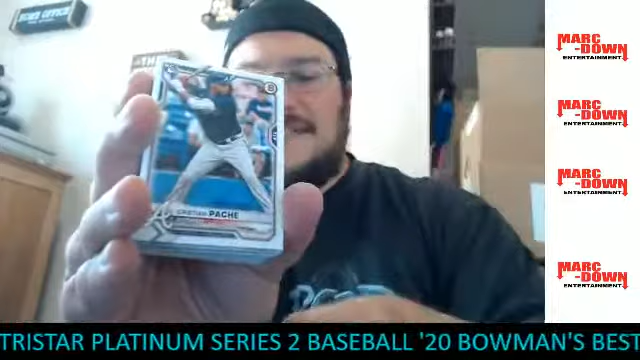 THE
CRISTIAN PACHE
MARC
-DOWN
ENTERTAINMENT
MARC
-DOWN
ENTERTAINMENT
MARC
-DOWN
ENTERTAINMENT
MARC
-DOWN
ENTERTAINMENT
TRISTAR PLATINUM SERIES 2 BASEBALL '20 BOWMAN'S BEST